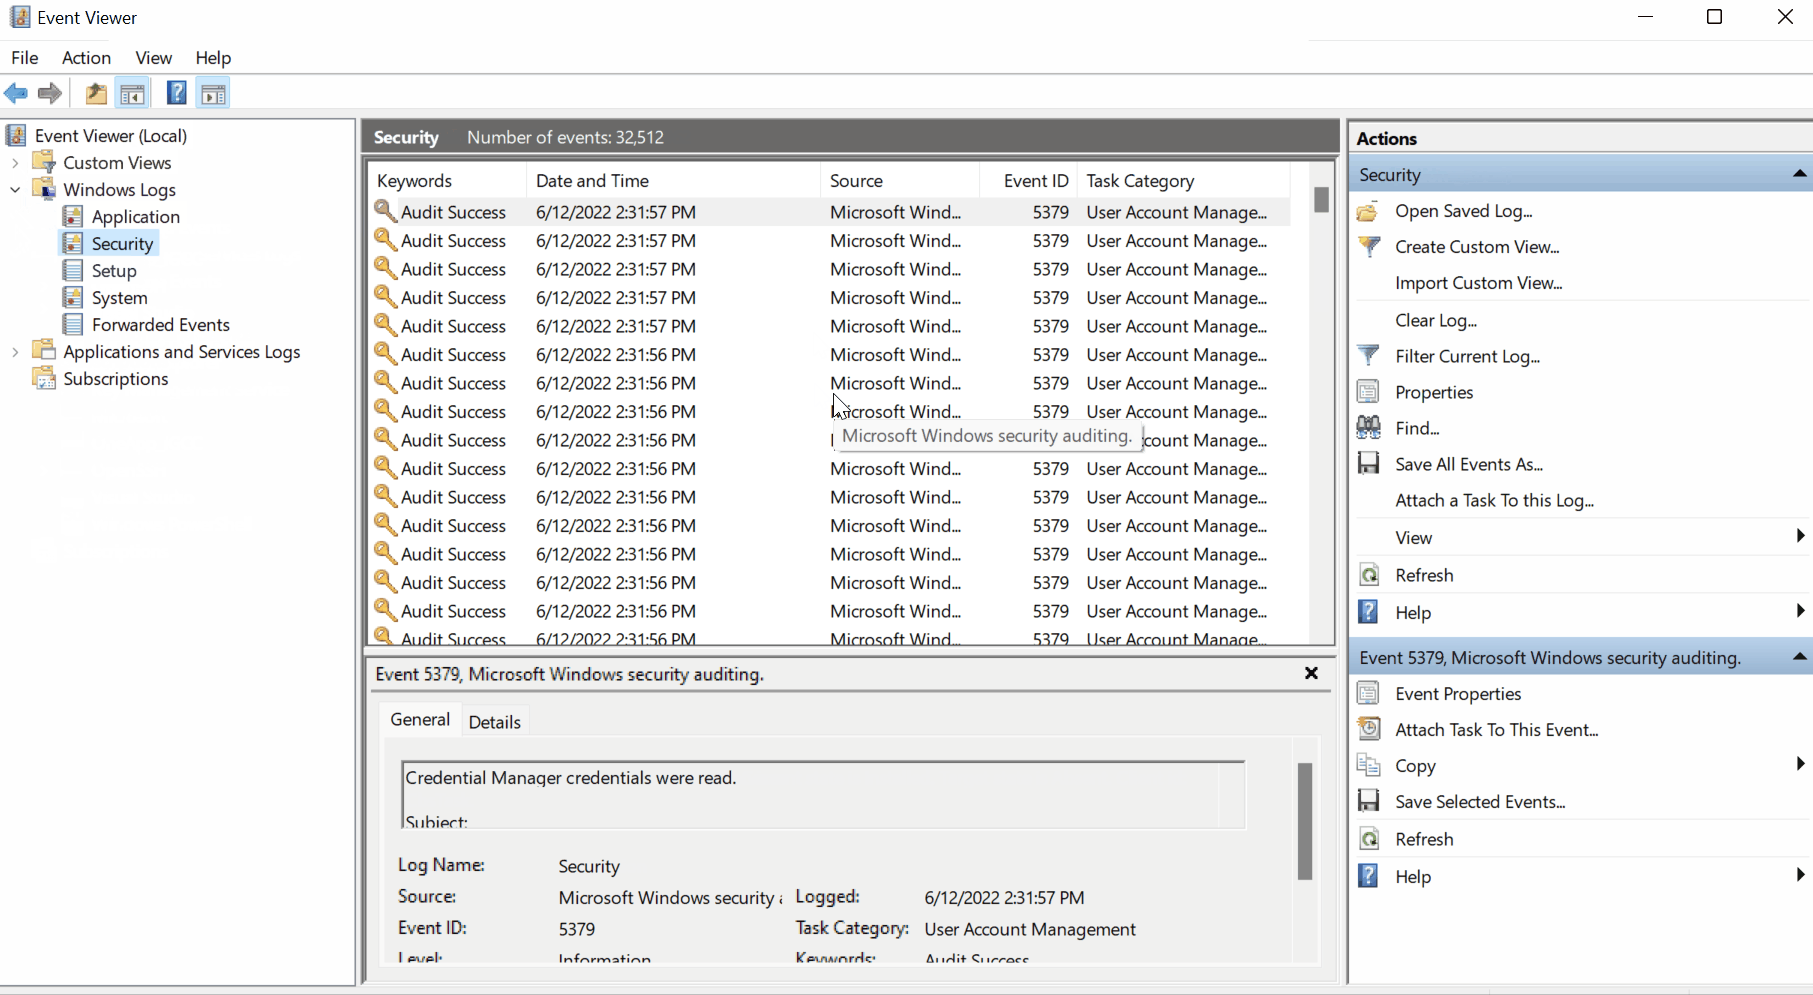 Event Viewer
File Action View Help
Event Viewer (Local)
Custom Views
Windows Logs
Application
Security
Setup
System
Forwarded Events
Applications and Services Logs
Subscriptions
Security Number of events: 32,512
Keywords Date and Time Source Event ID Task Category
Audit Success 6/12/2022 2:31:57 PM Microsoft Wind... 5379 User Account Manage...
Audit Success 6/12/2022 2:31:57 PM Microsoft Wind... 5379 User Account Manage...
Audit Success 6/12/2022 2:31:57 PM Microsoft Wind... 5379 User Account Manage...
Audit Success 6/12/2022 2:31:57 PM Microsoft Wind... 5379 User Account Manage...
Audit Success 6/12/2022 2:31:57 PM Microsoft Wind... 5379 User Account Manage...
Audit Success 6/12/2022 2:31:56 PM Microsoft Wind... 5379 User Account Manage...
Audit Success 6/12/2022 2:31:56 PM Microsoft Wind... 5379 User Account Manage...
Audit Success 6/12/2022 2:31:56 PM Microsoft Wind... 5379 User Account Manage...
Audit Success 6/12/2022 2:31:56 PM Microsoft Windows security auditing. count Manage...
Audit Success 6/12/2022 2:31:56 PM Microsoft Wind... 5379 User Account Manage...
Audit Success 6/12/2022 2:31:56 PM Microsoft Wind... 5379 User Account Manage...
Audit Success 6/12/2022 2:31:56 PM Microsoft Wind... 5379 User Account Manage...
Audit Success 6/12/2022 2:31:56 PM Microsoft Wind... 5379 User Account Manage...
Audit Success 6/12/2022 2:31:56 PM Microsoft Wind... 5379 User Account Manage...
Audit Success 6/12/2022 2:31:56 PM Microsoft Wind... 5379 User Account Manage...
Audit Success 6/12/2022 2:31:56 PM Microsoft Wind... 5379 User Account Manage...
Event 5379, Microsoft Windows security auditing.
General Details
Credential Manager credentials were read.
Subject:
Log Name: Security
Source: Microsoft Windows security Logged: 6/12/2022 2:31:57 PM
Event ID: 5379 Task Category: User Account Management
Level: Information Keywords: Audit Success
Actions
Security
Open Saved Log...
Create Custom View...
Import Custom View...
Clear Log...
Filter Current Log...
Properties
Find...
Save All Events As...
Attach a Task To this Log...
View
Refresh
Help
Event 5379, Microsoft Windows security auditing.
Event Properties
Attach Task To This Event...
Copy
Save Selected Events...
Refresh
Help